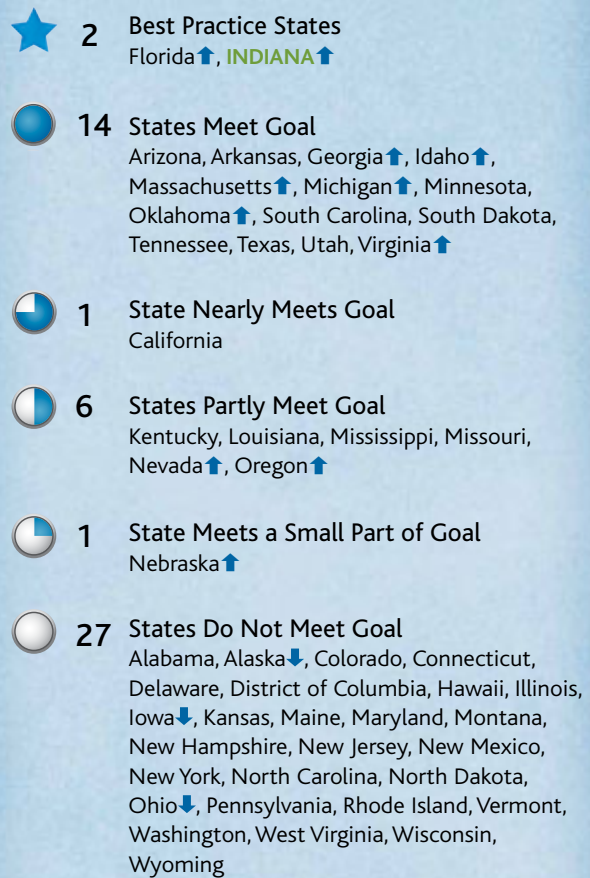 2 Best Practice States
Florida⬆, INDIANA⬆
14 States Meet Goal
Arizona, Arkansas, Georgia⬆, Idaho⬆,
Massachusetts⬆, Michigan⬆, Minnesota,
Oklahoma⬆, South Carolina, South Dakota,
Tennessee, Texas, Utah, Virginia⬆
1 State Nearly Meets Goal
California
6 States Partly Meet Goal
Kentucky, Louisiana, Mississippi, Missouri,
Nevada⬆, Oregon⬆
1 State Meets a Small Part of Goal
Nebraska⬆
27 States Do Not Meet Goal
Alabama, Alaska⬇, Colorado, Connecticut,
Delaware, District of Columbia, Hawaii, Illinois,
Iowa⬇, Kansas, Maine, Maryland, Montana,
New Hampshire, New Jersey, New Mexico,
New York, North Carolina, North Dakota,
Ohio⬇, Pennsylvania, Rhode Island, Vermont,
Washington, West Virginia, Wisconsin,
Wyoming